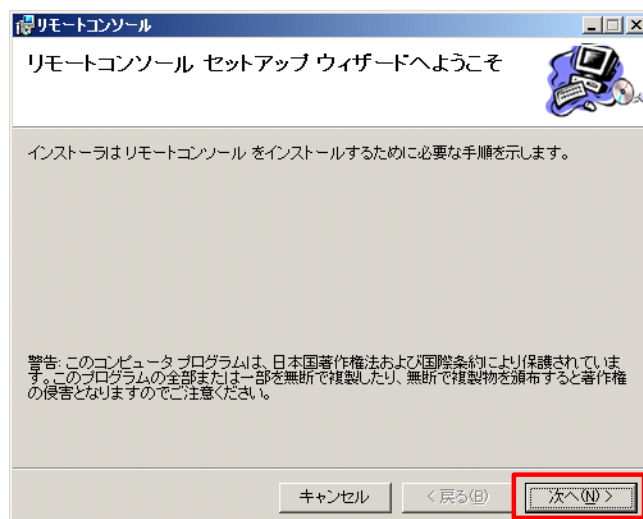 リモートコンソール
リモートコンソール セットアップ ウィザードへようこそ
インストーラは リモートコンソール をインストールするために必要な手順を示します。
警告: このコンピュータ プログラムは、日本国著作権法および国際条約により保護されていま
す。このプログラムの全部または一部を無断で複製したり、無断で複製物を頒布すると著作権
の侵害となりますのでご注意ください。
キャンセル
< 戻る(B)
次へ(N) >